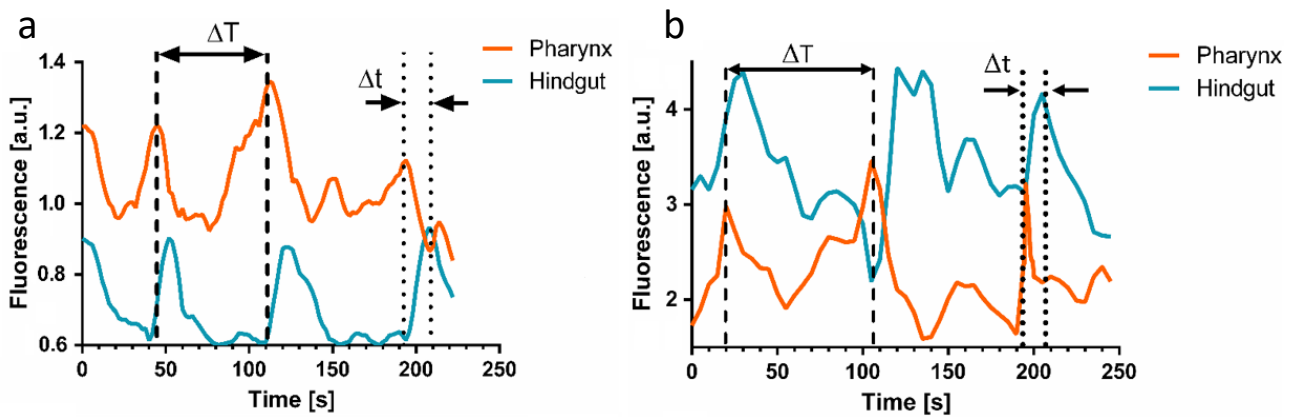 a
ΔT
Pharynx
Hindgut
Δt
Fluorescence [a.u.]
1.4
1.2
1.0
0.8
0.6
0 50 100 150 200 250
Time [s]
b
ΔT
Pharynx
Hindgut
Δt
Fluorescence [a.u.]
4
3
2
0 50 100 150 200 250
Time [s]